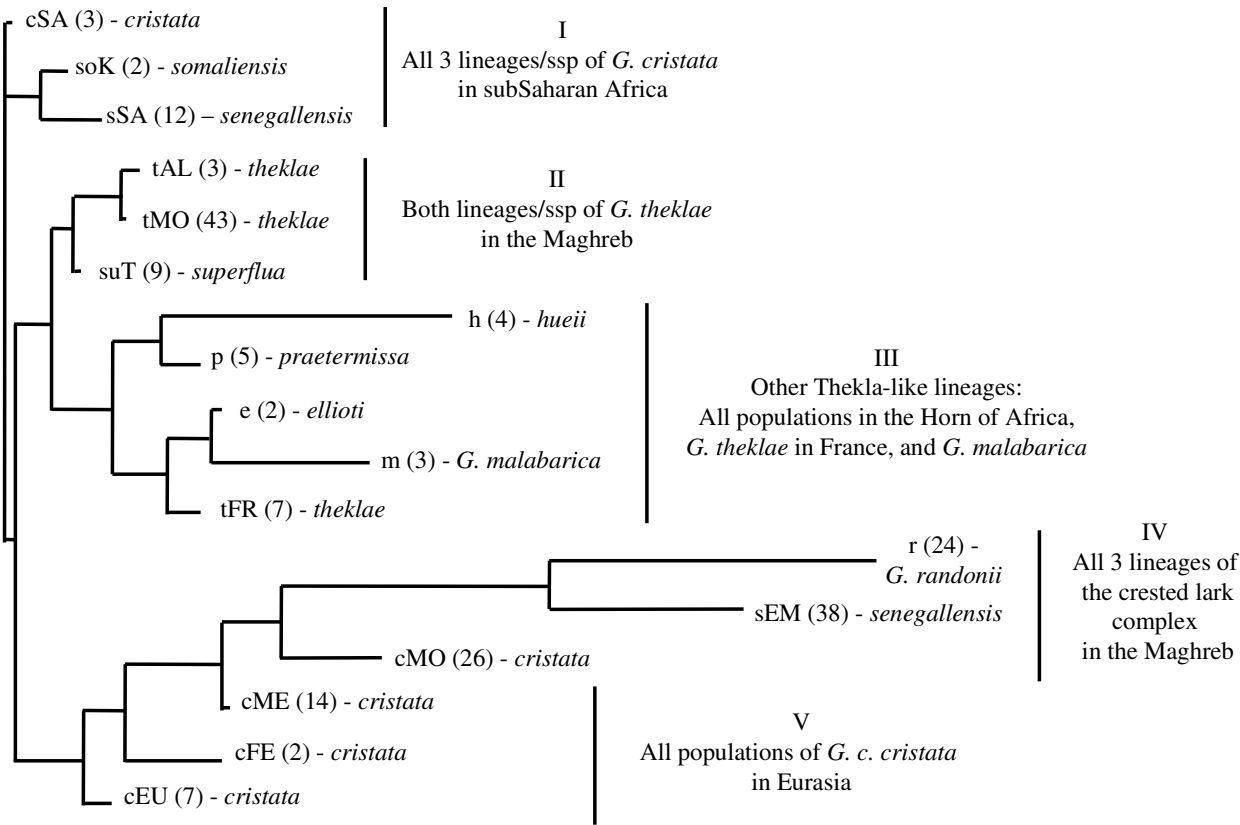 cSA (3) - cristata
soK (2) - somaliensis
sSA (12) – senegallensis
I
All 3 lineages/ssp of G. cristata
in subSaharan Africa
tAL (3) - theklae
tMO (43) - theklae
suT (9) - superflua
II
Both lineages/ssp of G. theklae
in the Maghreb
h (4) - hueii
p (5) - praetermissa
e (2) - ellioti
m (3) - G. malabarica
tFR (7) - theklae
III
Other Thekla-like lineages:
All populations in the Horn of Africa,
G. theklae in France, and G. malabarica
r (24) -
G. randonii
sEM (38) - senegallensis
cMO (26) - cristata
IV
All 3 lineages of
the crested lark
complex
in the Maghreb
cME (14) - cristata
cFE (2) - cristata
cEU (7) - cristata
V
All populations of G. c. cristata
in Eurasia